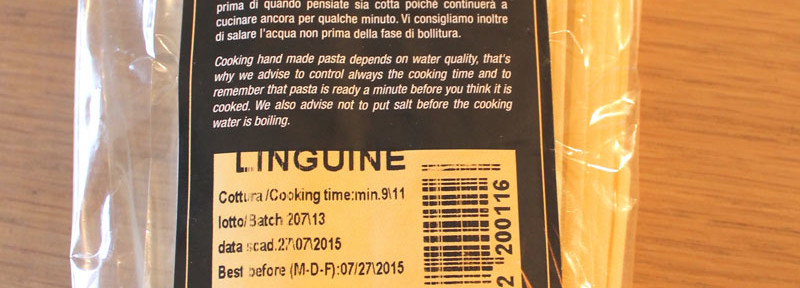 prima di quando pensiate sia cotta poichè continuerà a
cucinare ancora per qualche minuto. Vi consigliamo inoltre
di salare l'acqua non prima della fase di bollitura.
Cooking hand made pasta depends on water quality, that's
why we advise to control always the cooking time and to
remember that pasta is ready a minute before you think it is
cooked. We also advise not to put salt before the cooking
water is boiling.
LINGUINE
Cottura/Cooking time:min.9\11
lotto/Batch 207\13
data scad.27\07\2015
Best before (M-D-F):07/27\2015
2 200116